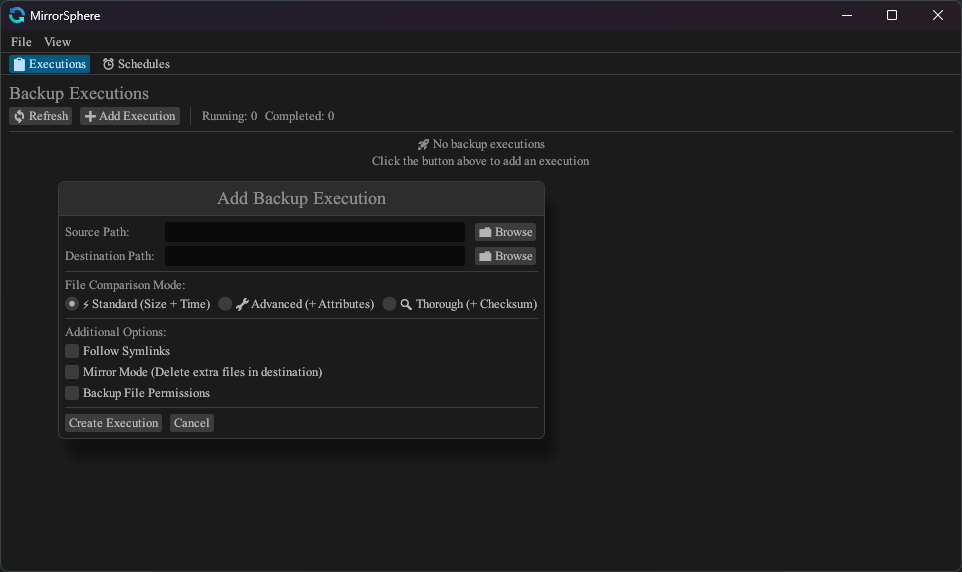 MirrorSphere
File View
Executions Schedules
Backup Executions
Refresh Add Execution Running: 0 Completed: 0
No backup executions
Click the button above to add an execution
Add Backup Execution
Source Path: Browse
Destination Path: Browse
File Comparison Mode:
Standard (Size + Time) Advanced (+ Attributes) Thorough (+ Checksum)
Additional Options:
Follow Symlinks
Mirror Mode (Delete extra files in destination)
Backup File Permissions
Create Execution Cancel